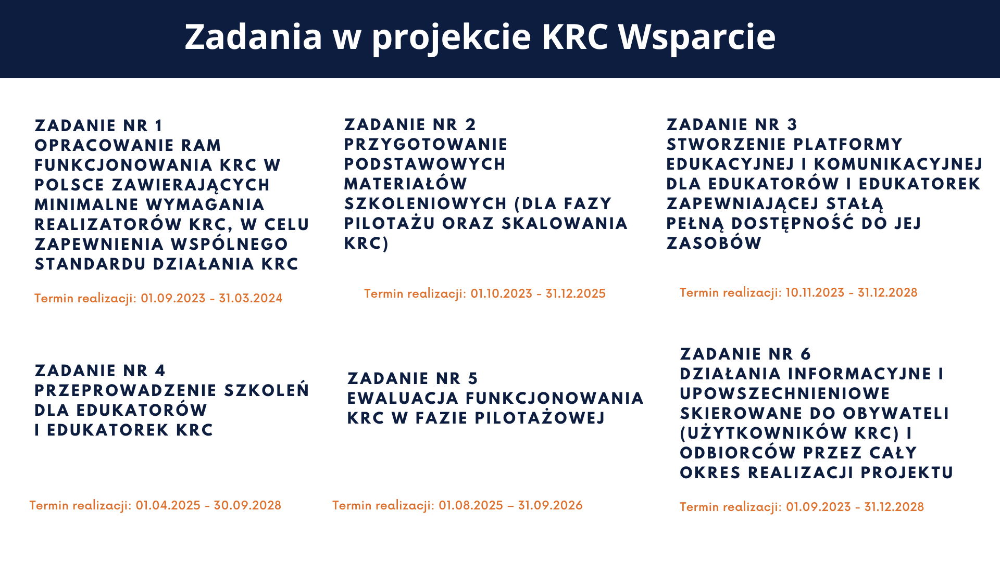 Zadania w projekcie KRC Wsparcie
ZADANIE NR 1
OPRACOWANIE RAM
FUNKCJONOWANIA KRC W
POLSCE ZAWIERAJĄCYCH
MINIMALNE WYMAGANIA
REALIZATORÓW KRC, W CELU
ZAPEWNIENIA WSPÓLNEGO
STANDARDU DZIAŁANIA KRC
Termin realizacji: 01.09.2023 - 31.03.2024
ZADANIE NR 2
PRZYGOTOWANIE
PODSTAWOWYCH
MATERIAŁÓW
SZKOLENIOWYCH (DLA FAZY
PILOTAŻU ORAZ SKALOWANIA
KRC)
Termin realizacji: 01.10.2023 - 31.12.2025
ZADANIE NR 3
STWORZENIE PLATFORMY
EDUKACYJNEJ I KOMUNIKACYJNEJ
DLA EDUKATORÓW I EDUKATOREK
ZAPEWNIAJĄCEJ STAŁĄ
PEŁNĄ DOSTĘPNOŚĆ DO JEJ
ZASOBÓW
Termin realizacji: 10.11.2023 - 31.12.2028
ZADANIE NR 4
PRZEPROWADZENIE SZKOLEŃ
DLA EDUKATORÓW
I EDUKATOREK KRC
Termin realizacji: 01.04.2025 - 30.09.2028
ZADANIE NR 5
EWALUACJA FUNKCJONOWANIA
KRC W FAZIE PILOTAŻOWEJ
Termin realizacji: 01.08.2025 – 31.09.2026
ZADANIE NR 6
DZIAŁANIA INFORMACYJNE I
UPOWSZECHNIENIOWE
SKIEROWANE DO OBYWATELI
(UŻYTKOWNIKÓW KRC) I
ODBIORCÓW PRZEZ CAŁY
OKRES REALIZACJI PROJEKTU
Termin realizacji: 01.09.2023 - 31.12.2028